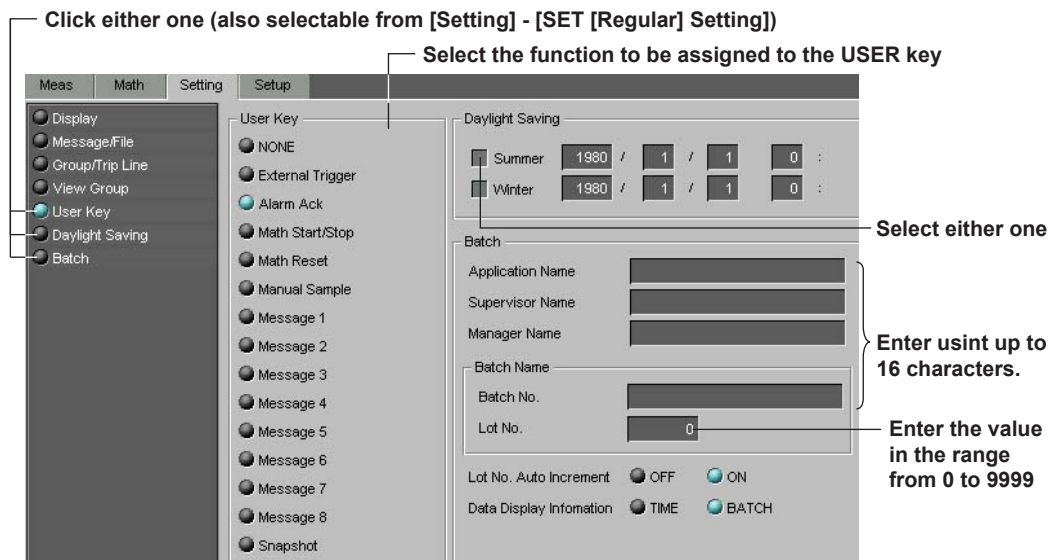 Click either one (also selectable from [Setting] - [SET [Regular] Setting])
Select the function to be assigned to the USER key
Meas Math Setting Setup
Display
Message/File
Group/Trip Line
View Group
User Key
Daylight Saving
Batch
User Key
NONE
External Trigger
Alarm Ack
Math Start/Stop
Math Reset
Manual Sample
Message 1
Message 2
Message 3
Message 4
Message 5
Message 6
Message 7
Message 8
Snapshot
Daylight Saving
Summer 1980 / 1 / 1 0 :
Winter 1980 / 1 / 1 0 :
Select either one
Batch
Application Name
Supervisor Name
Manager Name
Enter usint up to
16 characters.
Batch Name
Batch No.
Lot No. 0
Enter the value
in the range
from 0 to 9999
Lot No. Auto Increment OFF ON
Data Display Infomation TIME BATCH